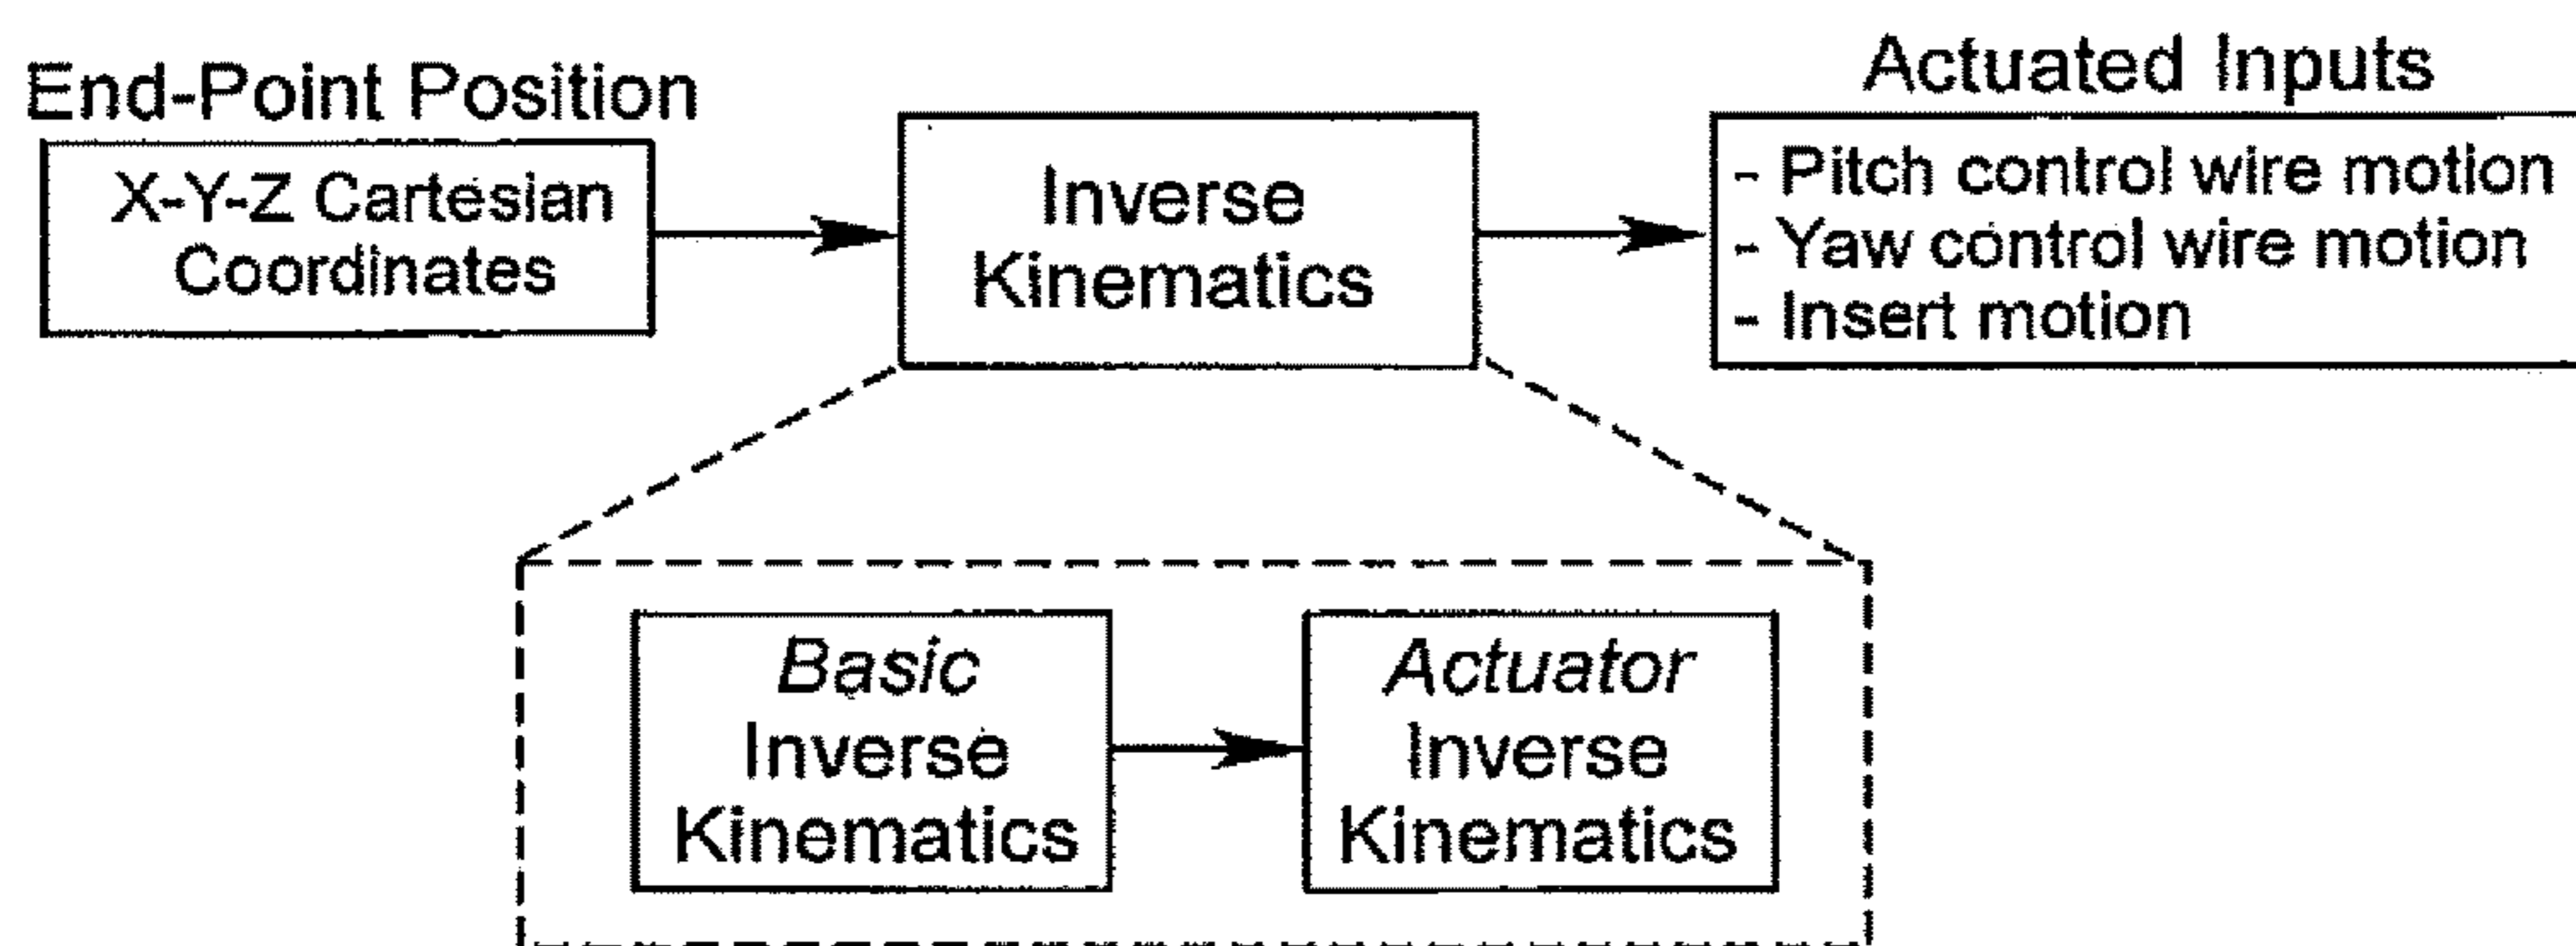 End-Point Position
X-Y-Z Cartesian
Coordinates
Inverse
Kinematics
Actuated Inputs
- Pitch control wire motion
- Yaw control wire motion
- Insert motion
Basic
Inverse
Kinematics
Actuator
Inverse
Kinematics